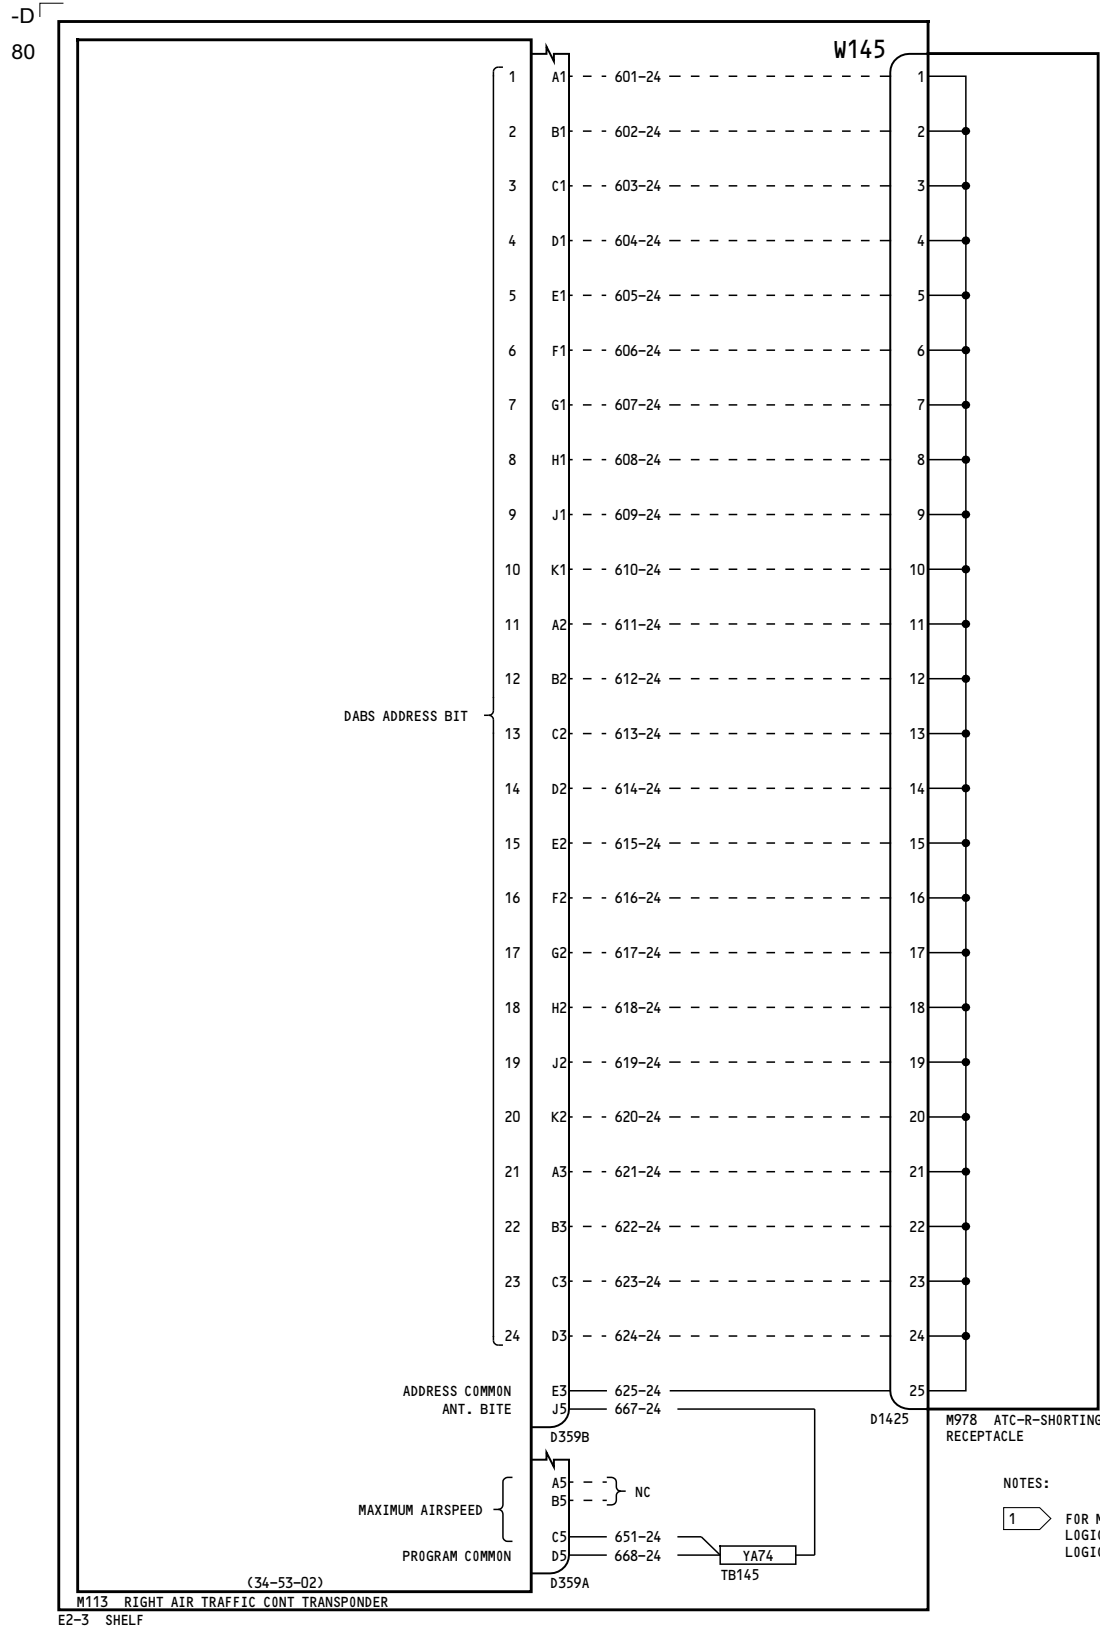 -D
80
W145
1 A1 601-24 1
2 B1 602-24 2
3 C1 603-24 3
4 D1 604-24 4
5 E1 605-24 5
6 F1 606-24 6
7 G1 607-24 7
8 H1 608-24 8
9 J1 609-24 9
10 K1 610-24 10
11 A2 611-24 11
12 B2 612-24 12
DABS ADDRESS BIT
13 C2 613-24 13
14 D2 614-24 14
15 E2 615-24 15
16 F2 616-24 16
17 G2 617-24 17
18 H2 618-24 18
19 J2 619-24 19
20 K2 620-24 20
21 A3 621-24 21
22 B3 622-24 22
23 C3 623-24 23
24 D3 624-24 24
ADDRESS COMMON E3 625-24 25
ANT. BITE J5 667-24
D1425
M978 ATC-R-SHORTING
RECEPTACLE
D359B
A5
B5
NC
MAXIMUM AIRSPEED
C5 651-24
PROGRAM COMMON D5 668-24 YA74
TB145
D359A
NOTES:
1 FOR M
LOGIC
LOGIC
(34-53-02)
M113 RIGHT AIR TRAFFIC CONT TRANSPONDER
E2-3 SHELF